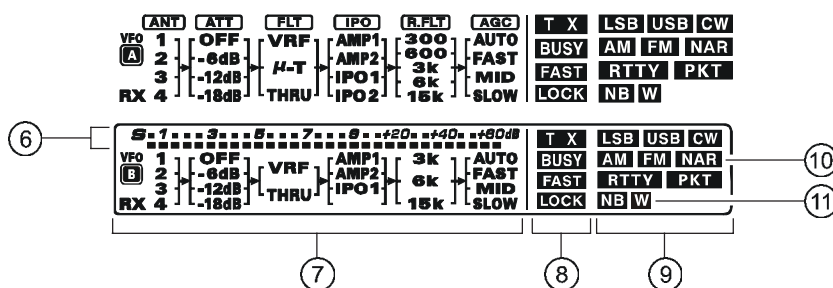 ANT ATT FLT IPO R.FLT AGC
VFO 1 OFF VRF AMP1 300 AUTO T X LSB USB CW
A 2 -6dB µ-T AMP2 600 FAST BUSY AM FM NAR
3 -12dB IPO1 3k MID FAST RTTY PKT
6k
RX 4 -18dB THRU IPO2 15k SLOW LOCK NB W
6 S 1 3 5 7 9 +20 +40 +60dB T X LSB USB CW
VFO 1 OFF VRF AMP1 3k AUTO BUSY AM FM NAR 10
B 2 -6dB AMP2 6k FAST
3 -12dB THRU IPO1 MID FAST RTTY PKT
RX 4 -18dB 15k SLOW LOCK NB W 11
7 8 9